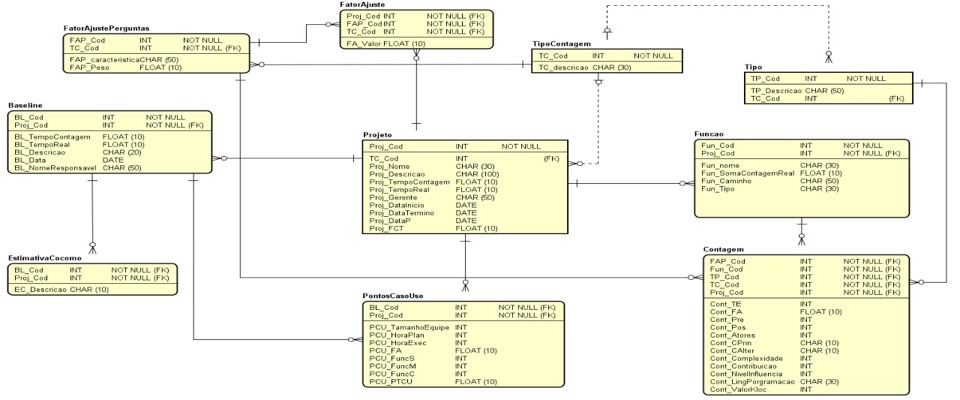 FatorAjuste
Proj_Cod INT NOT NULL (FK)
FAP_Cod INT NOT NULL (FK)
TC_Cod INT NOT NULL (FK)
FA_Valor FLOAT (10)
FatorAjustePerguntas
FAP_Cod INT NOT NULL
TC_Cod INT NOT NULL (FK)
FAP_caracteristica CHAR (50)
FAP_Peso FLOAT (10)
TipoContagem
TC_Cod INT NOT NULL
TC_descricao CHAR (30)
Tipo
TP_Cod INT NOT NULL
TP_Descricao CHAR (50)
TC_Cod INT (FK)
Baseline
BL_Cod INT NOT NULL
Proj_Cod INT NOT NULL (FK)
BL_TempoContagem FLOAT (10)
BL_TempoReal FLOAT (10)
BL_Descricao CHAR (20)
BL_Data DATE
BL_NomeResponsavel CHAR (50)
Projeto
Proj_Cod INT NOT NULL
TC_Cod INT (FK)
Proj_Nome CHAR (30)
Proj_Descricao CHAR (100)
Proj_TempoContagem FLOAT (10)
Proj_TempoReal FLOAT (10)
Proj_Gerente CHAR (50)
Proj_DataInicio DATE
Proj_DataTermino DATE
Proj_DataP DATE
Proj_FCT FLOAT (10)
Funcao
Fun_Cod INT NOT NULL
Proj_Cod INT NOT NULL (FK)
Fun_nome CHAR (30)
Fun_SomaContagemReal FLOAT (10)
Fun_Caminho CHAR (50)
Fun_Tipo CHAR (30)
EstimativaCocomo
BL_Cod INT NOT NULL (FK)
Proj_Cod INT NOT NULL (FK)
EC_Descricao CHAR (10)
PontosCasoUso
BL_Cod INT NOT NULL (FK)
Proj_Cod INT NOT NULL (FK)
PCU_TamanhoEquipe INT
PCU_HoraPlan INT
PCU_HoraExec INT
PCU_FA FLOAT (10)
PCU_FuncS INT
PCU_FuncM INT
PCU_FuncC INT
PCU_PTCU FLOAT (10)
Contagem
FAP_Cod INT NOT NULL (FK)
Fun_Cod INT NOT NULL (FK)
TP_Cod INT NOT NULL (FK)
TC_Cod INT NOT NULL (FK)
Proj_Cod INT NOT NULL (FK)
Cont_TE INT
Cont_FA FLOAT (10)
Cont_Pre INT
Cont_Pos INT
Cont_Atores INT
Cont_CPrin CHAR (10)
Cont_CAlter CHAR (10)
Cont_Complexidade INT
Cont_Contribuicao INT
Cont_NivelInfluencia INT
Cont_LingPorgramacao CHAR (30)
Cont_ValorKloc INT